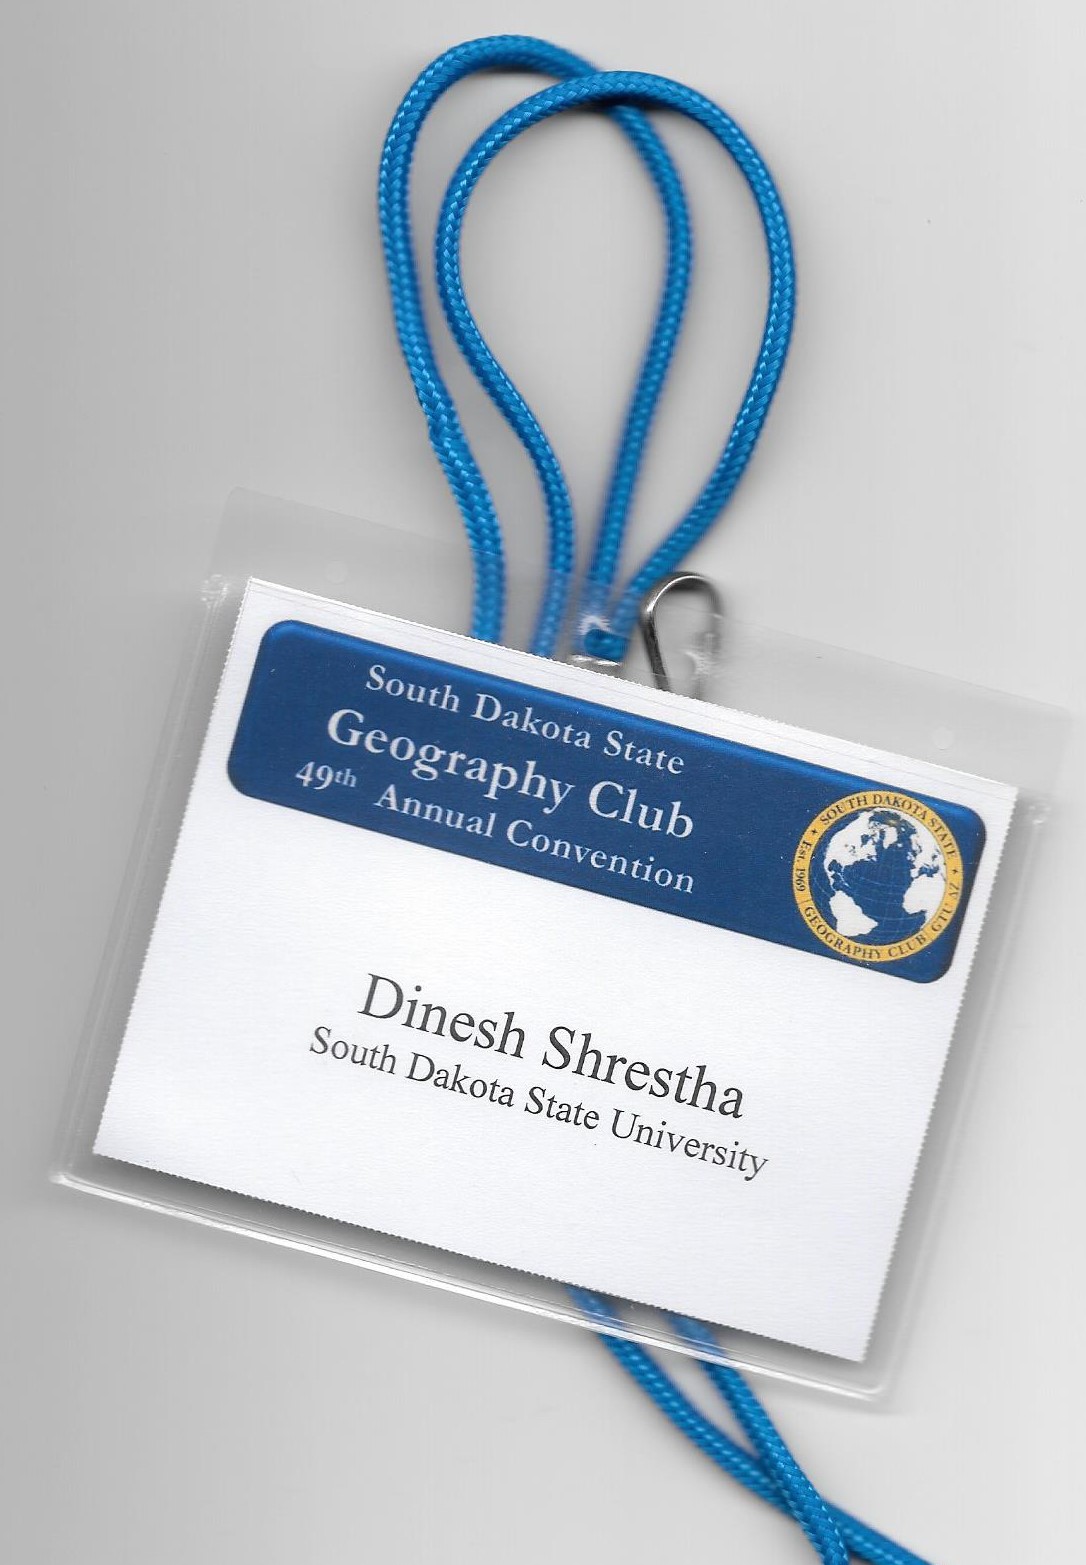 South Dakota State
Geography Club
49th Annual Convention
SOUTH DAKOTA STATE
Est. 1969
GEOGRAPHY CLUB
GTU ΛZ
Dinesh Shrestha
South Dakota State University